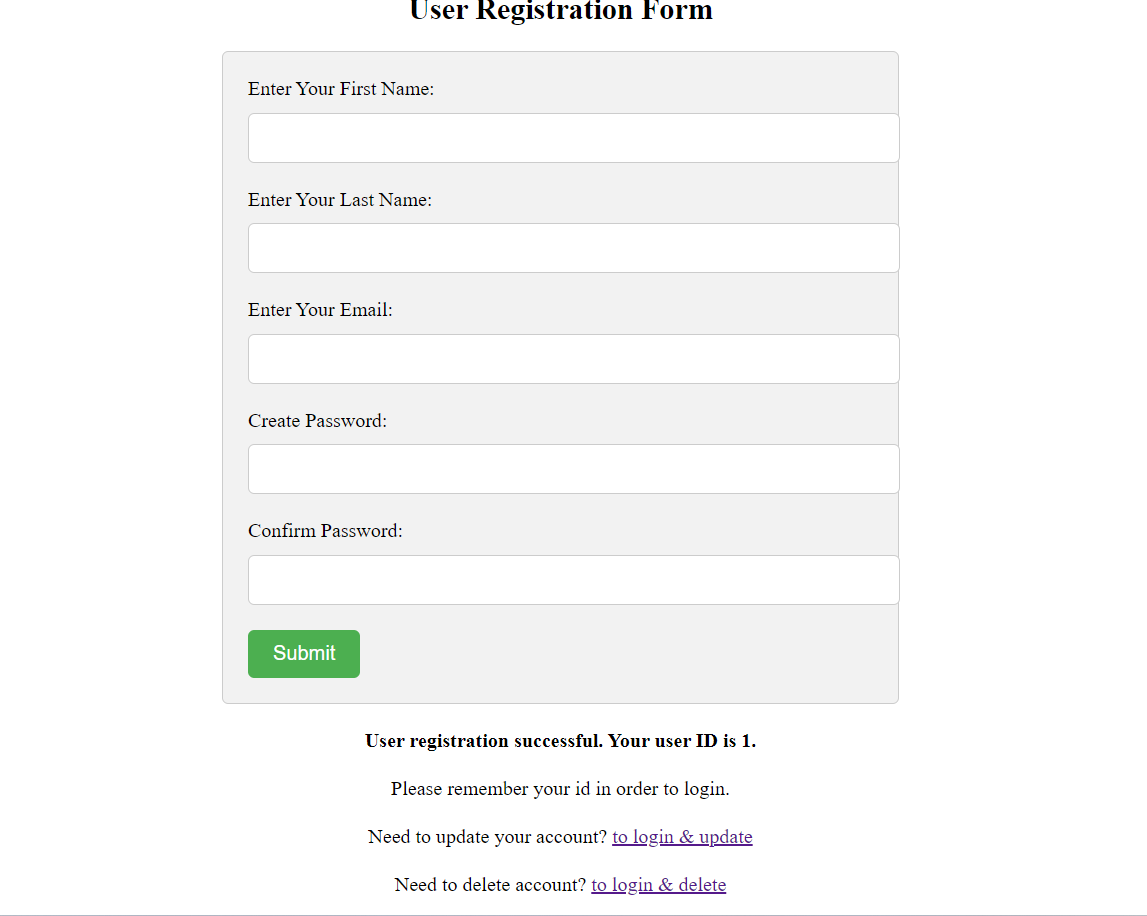 User Registration Form
Enter Your First Name:
Enter Your Last Name:
Enter Your Email:
Create Password:
Confirm Password:
Submit
User registration successful. Your user ID is 1.
Please remember your id in order to login.
Need to update your account? to login & update
Need to delete account? to login & delete